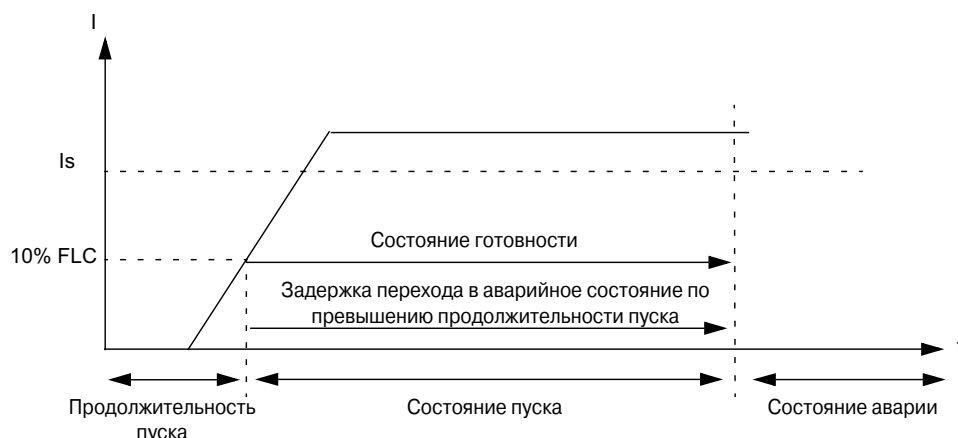 I
Is
10% FLC
Состояние готовности
Задержка перехода в аварийное состояние по
превышению продолжительности пуска
Продолжительность
пуска
Состояние пуска
Состояние аварии